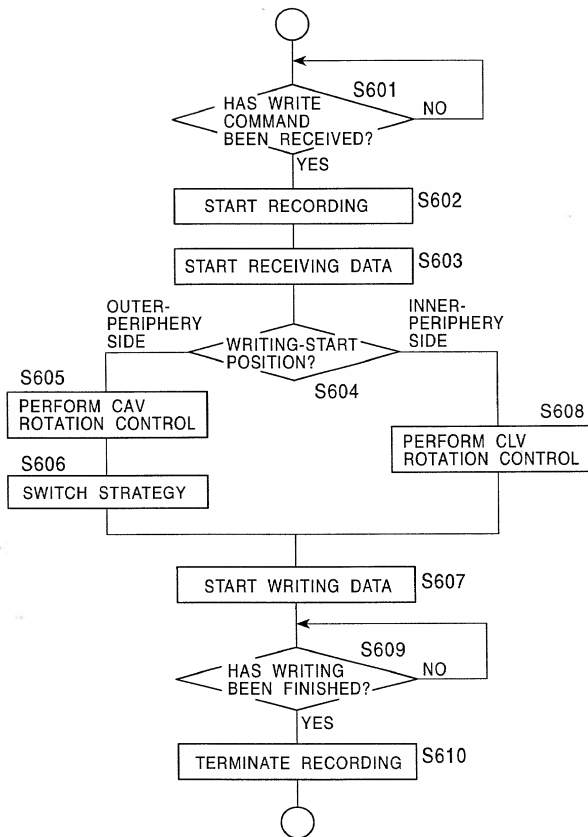 S601
HAS WRITE
COMMAND
BEEN RECEIVED?
NO
YES
START RECORDING
S602
START RECEIVING DATA
S603
OUTER-
PERIPHERY
SIDE
WRITING-START
POSITION?
INNER-
PERIPHERY
SIDE
S604
S605
PERFORM CAV
ROTATION CONTROL
S606
SWITCH STRATEGY
S608
PERFORM CLV
ROTATION CONTROL
START WRITING DATA
S607
S609
HAS WRITING
BEEN FINISHED?
NO
YES
TERMINATE RECORDING
S610